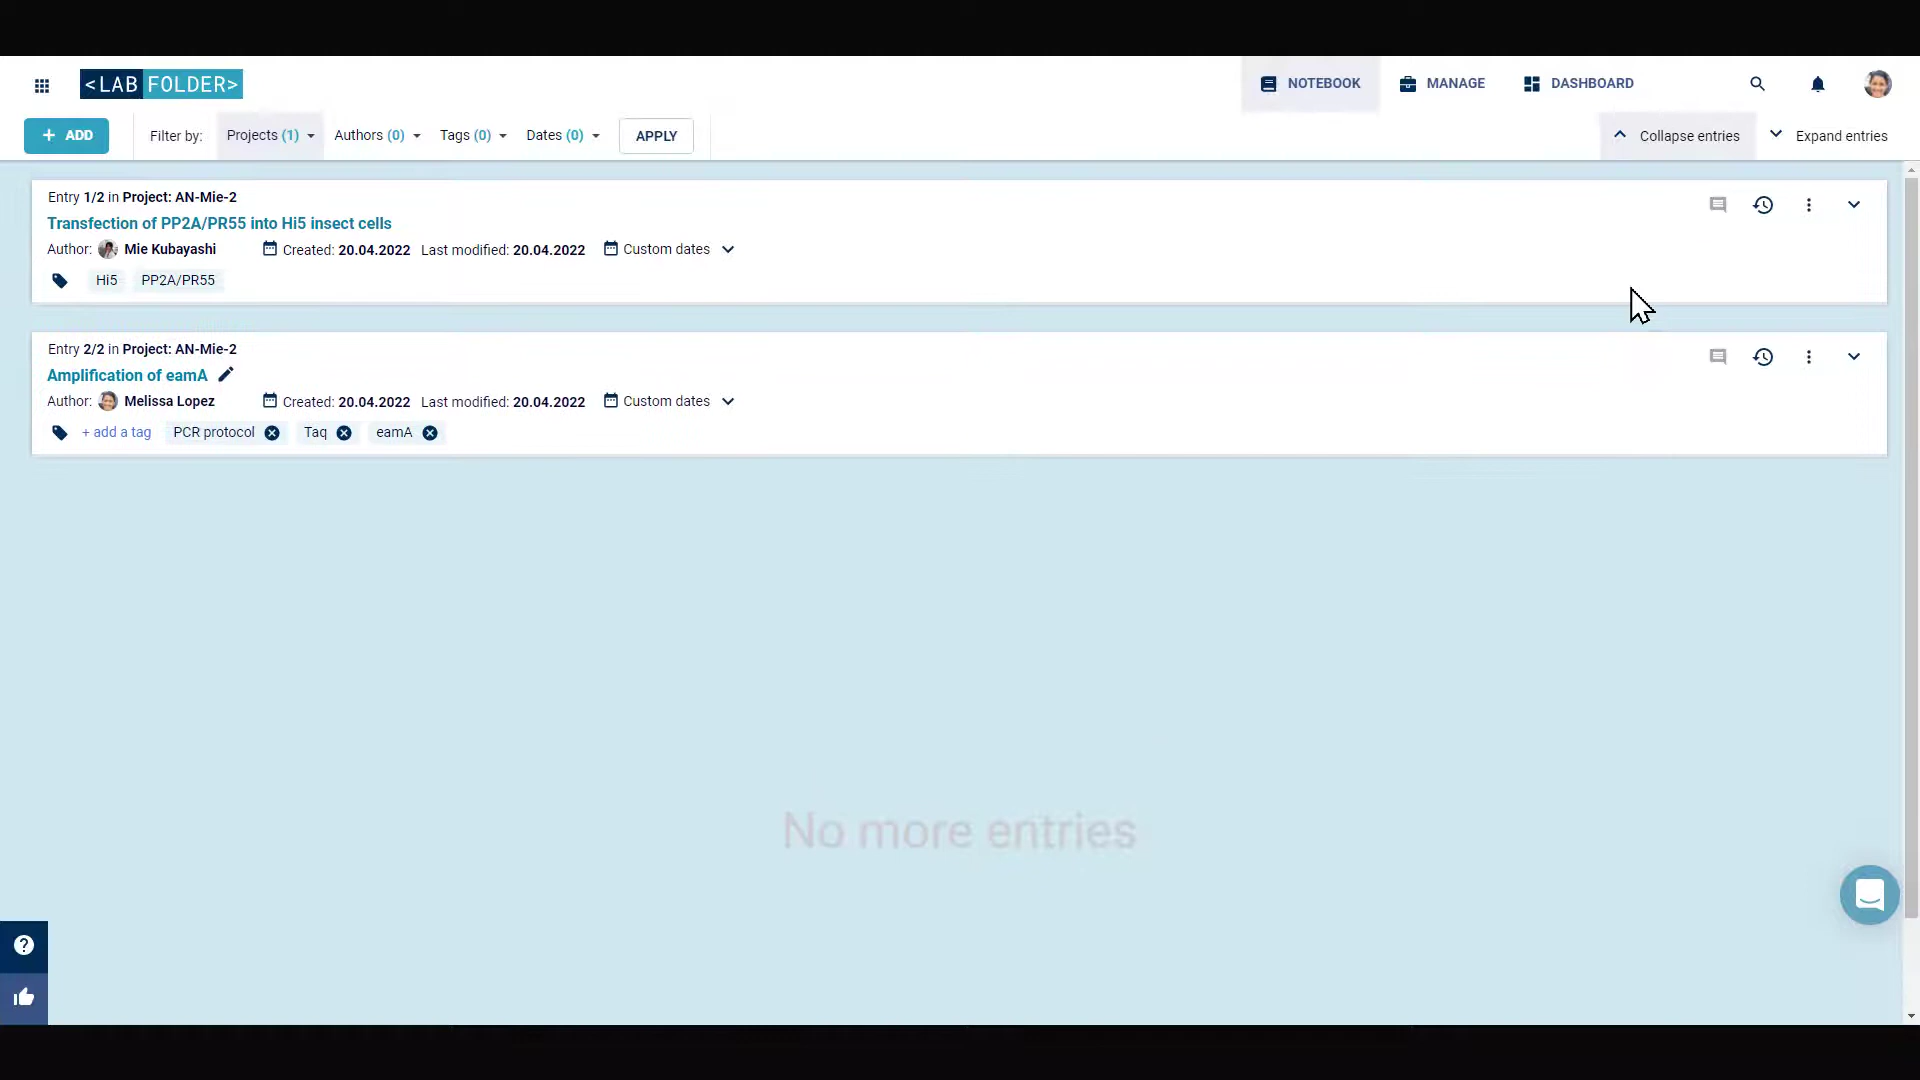 <LABFOLDER>
NOTEBOOK
MANAGE
DASHBOARD
+ ADD
Filter by:
Projects (1)
Authors (0)
Tags (0)
Dates (0)
APPLY
Collapse entries
Expand entries
Entry 1/2 in Project: AN-Mie-2
Transfection of PP2A/PR55 into Hi5 insect cells
Author: Mie Kubayashi Created: 20.04.2022 Last modified: 20.04.2022 Custom dates
Hi5 PP2A/PR55
Entry 2/2 in Project: AN-Mie-2
Amplification of eamA
Author: Melissa Lopez Created: 20.04.2022 Last modified: 20.04.2022 Custom dates
+ add a tag PCR protocol Taq eamA
No more entries